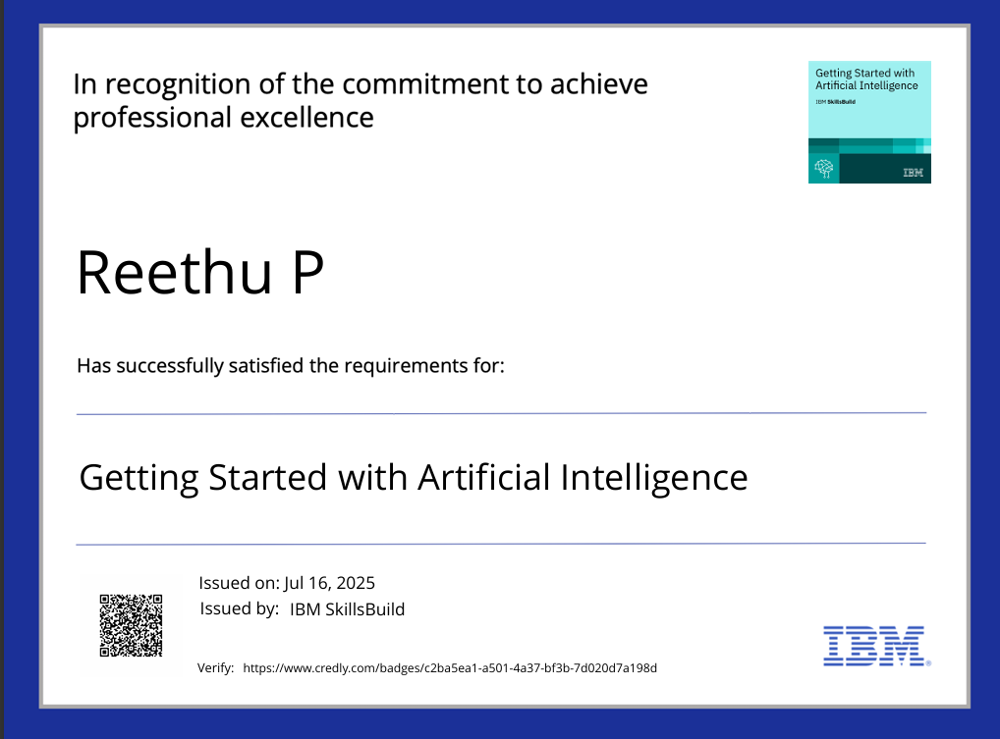 In recognition of the commitment to achieve
professional excellence
Getting Started with
Artificial Intelligence
IBM SkillsBuild
IBM
Reethu P
Has successfully satisfied the requirements for:
Getting Started with Artificial Intelligence
Issued on: Jul 16, 2025
Issued by: IBM SkillsBuild
Verify: https://www.credly.com/badges/c2ba5ea1-a501-4a37-bf3b-7d020d7a198d
IBM®